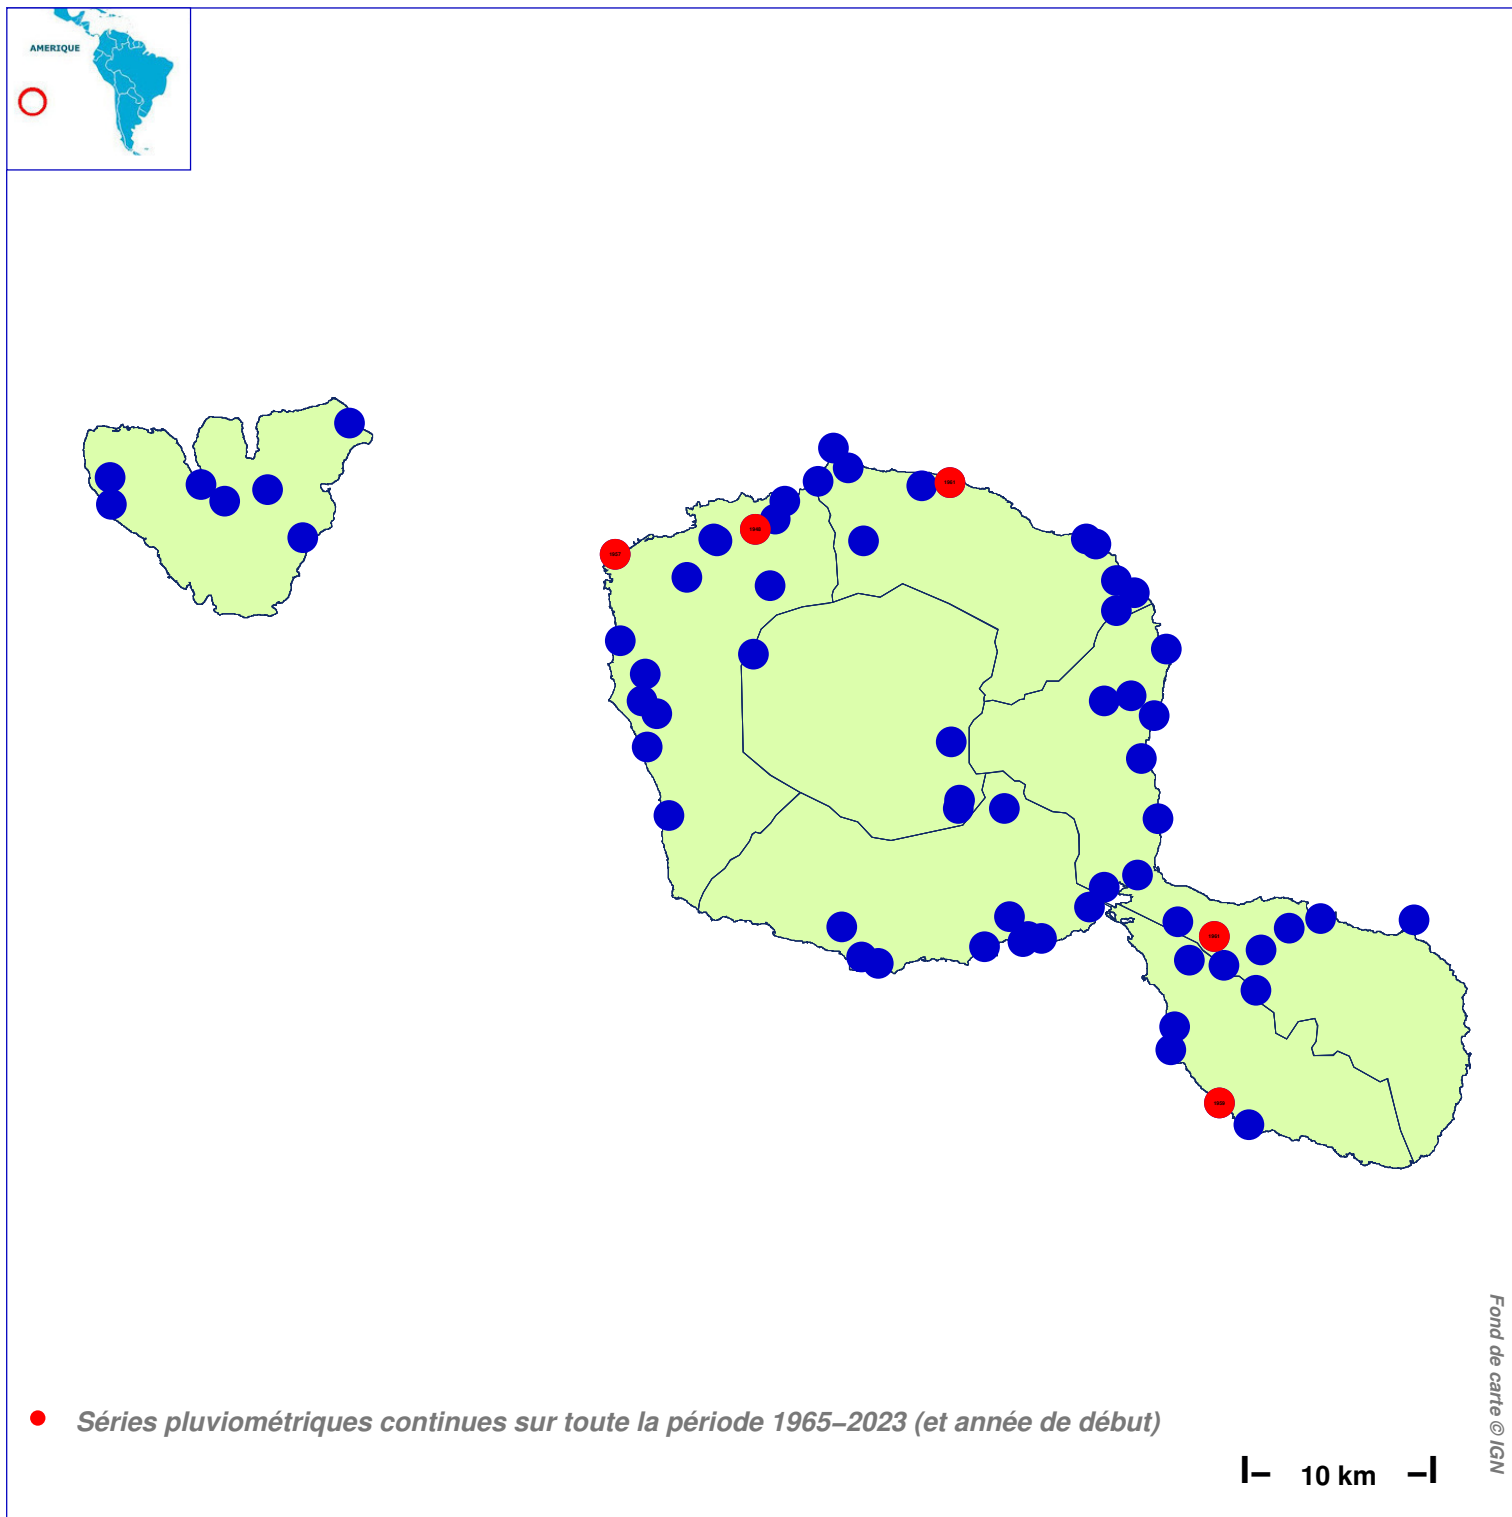 AMERIQUE
Séries pluviométriques continues sur toute la période 1965–2023 (et année de début)
10 km
Fond de carte © IGN